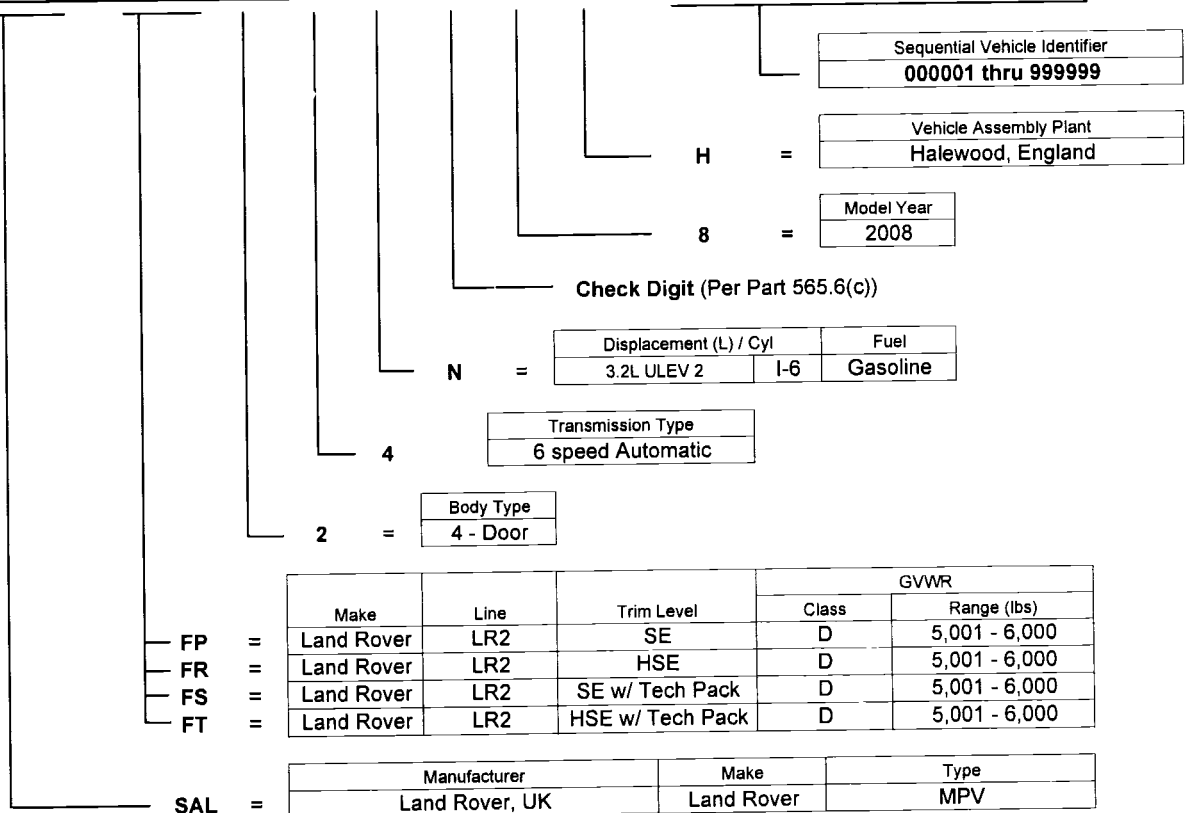 Sequential Vehicle Identifier
000001 thru 999999
Vehicle Assembly Plant
H = Halewood, England
Model Year
8 = 2008
Check Digit (Per Part 565.6(c))
Displacement (L) / Cyl Fuel
N = 3.2L ULEV 2 I-6 Gasoline
Transmission Type
4 6 speed Automatic
Body Type
2 = 4 - Door
GVWR
Make Line Trim Level Class Range (lbs)
FP = Land Rover LR2 SE D 5,001 - 6,000
FR = Land Rover LR2 HSE D 5,001 - 6,000
FS = Land Rover LR2 SE w/ Tech Pack D 5,001 - 6,000
FT = Land Rover LR2 HSE w/ Tech Pack D 5,001 - 6,000
Manufacturer Make Type
SAL = Land Rover, UK Land Rover MPV